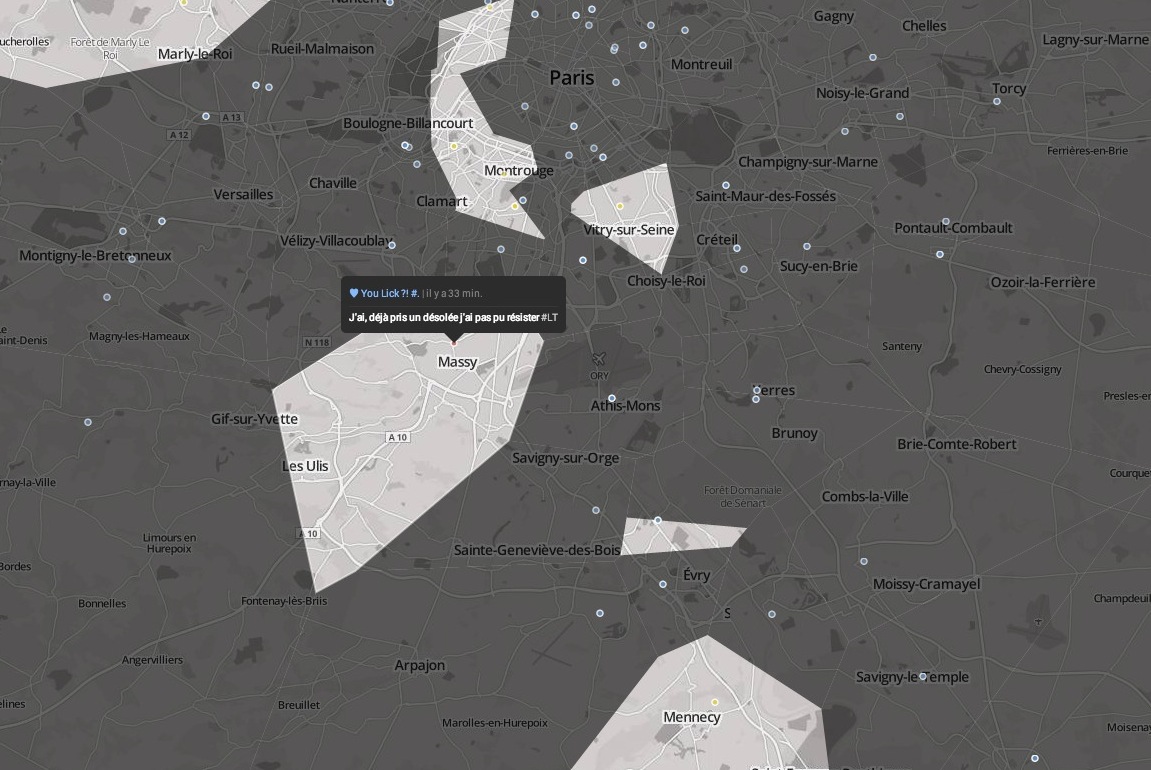 Gagny
Chelles
ucherolles
Forêt de Marly Le
Roi
Marly-le-Roi
Rueil-Malmaison
Paris
Montreuil
Lagny-sur-Marne
Noisy-le-Grand
Torcy
A 13
A 12
Boulogne-Billancourt
Champigny-sur-Marne
Ferrières-en-Brie
Montrouge
Versailles
Chaville
Clamart
Saint-Maur-des-Fossés
Vitry-sur-Seine
Pontault-Combault
Vélizy-Villacoublay
Créteil
Montigny-le-Bretonneux
Sucy-en-Brie
Choisy-le-Roi
Ozoir-la-Ferrière
You Lick?! #. | il y a 33 min.
J'ai, déjà pris un désolée j'ai pas pu résister #LT
aint-Denis
Magny-les-Hameaux
N 118
Massy
Santeny
ORY
Chevry-Cossigny
Yerres
Presles-en
Athis-Mons
Gif-sur-Yvette
A 10
Brunoy
Brie-Comte-Robert
Les Ulis
Savigny-sur-Orge
Courquet
rnay-la-Ville
Forêt Domaniale
de Sénart
Combs-la-Ville
A 10
Limours en
Hurepoix
Sainte-Geneviève-des-Bois
Bordes
Évry
Moissy-Cramayel
Bonnelles
Fontenay-lès-Briis
Champdeuil
S
Angervilliers
Arpajon
Savigny-le-Temple
elines
Breuillet
Marolles-en-Hurepoix
Mennecy
Moisenay